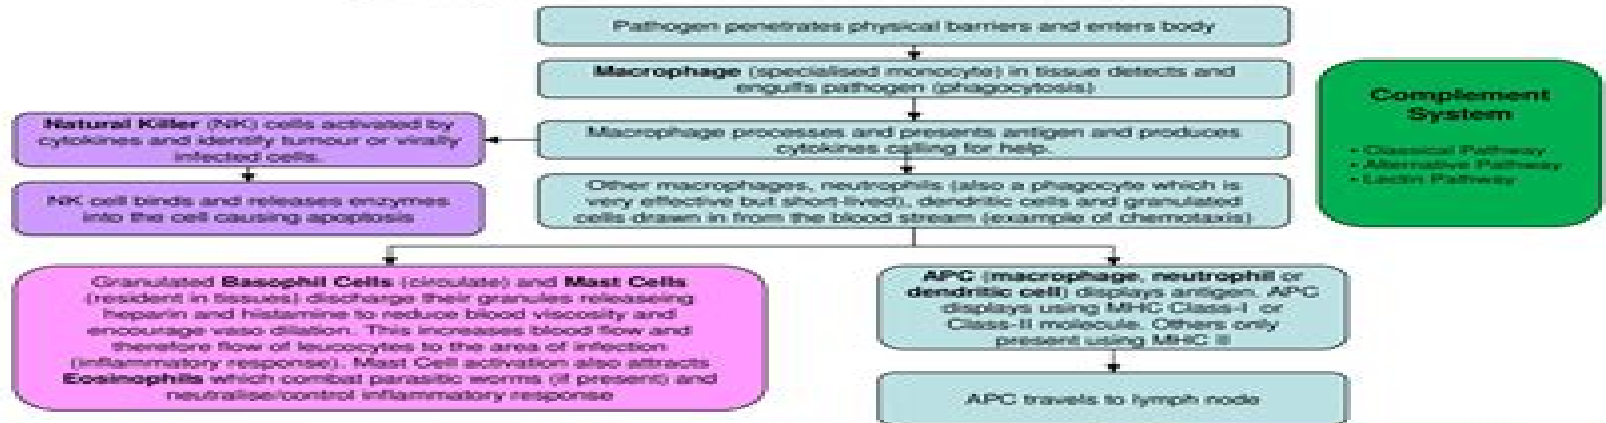 Pathogen penetrates physical barriers and enters body
Macrophage (specialised monocyte) in tissue detects and
engulfs pathogen (phagocytosis)
Complement
System
• Classical Pathway
• Alternative Pathway
• Lectin Pathway
Natural Killer (NK) cells activated by
cytokines and identify tumour or virally
infected cells.
Macrophage processes and presents antigen and produces
cytokines calling for help.
NK cell binds and releases enzymes
into the cell causing apoptosis
Other macrophages, neutrophils (also a phagocyte which is
very effective but short-lived), dendritic cells and granulated
cells drawn in from the blood stream (example of chemotaxis)
Granulated Basophil Cells (circulate) and Mast Cells
(resident in tissues) discharge their granules releaseing
heparin and histamine to reduce blood viscosity and
encourage vaso dilation. This increases blood flow and
therefore flow of leucocytes to the area of infection
(inflammatory response). Mast Cell activation also attracts
Eosinophils which combat parasitic worms (if present) and
neutralise/control inflammatory response
APC (macrophage, neutrophil or
dendritic cell) displays antigen. APC
displays using MHC Class-I or
Class-II molecule. Others only
present using MHC II
APC travels to lymph node